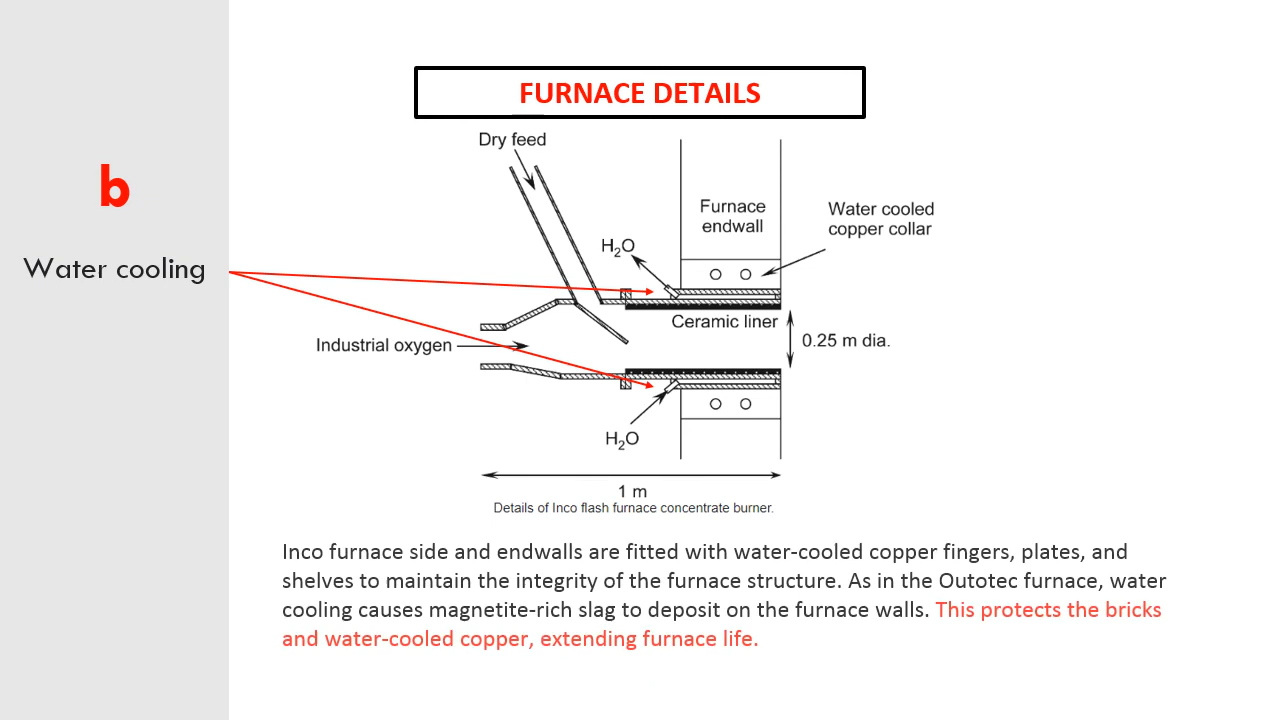 FURNACE DETAILS
b
Water cooling
Dry feed
Furnace
endwall
Water cooled
copper collar
H₂O
Ceramic liner
Industrial oxygen
0.25 m dia.
H₂O
1 m
Details of Inco flash furnace concentrate burner.
Inco furnace side and endwalls are fitted with water-cooled copper fingers, plates, and
shelves to maintain the integrity of the furnace structure. As in the Outotec furnace, water
cooling causes magnetite-rich slag to deposit on the furnace walls. This protects the bricks
and water-cooled copper, extending furnace life.